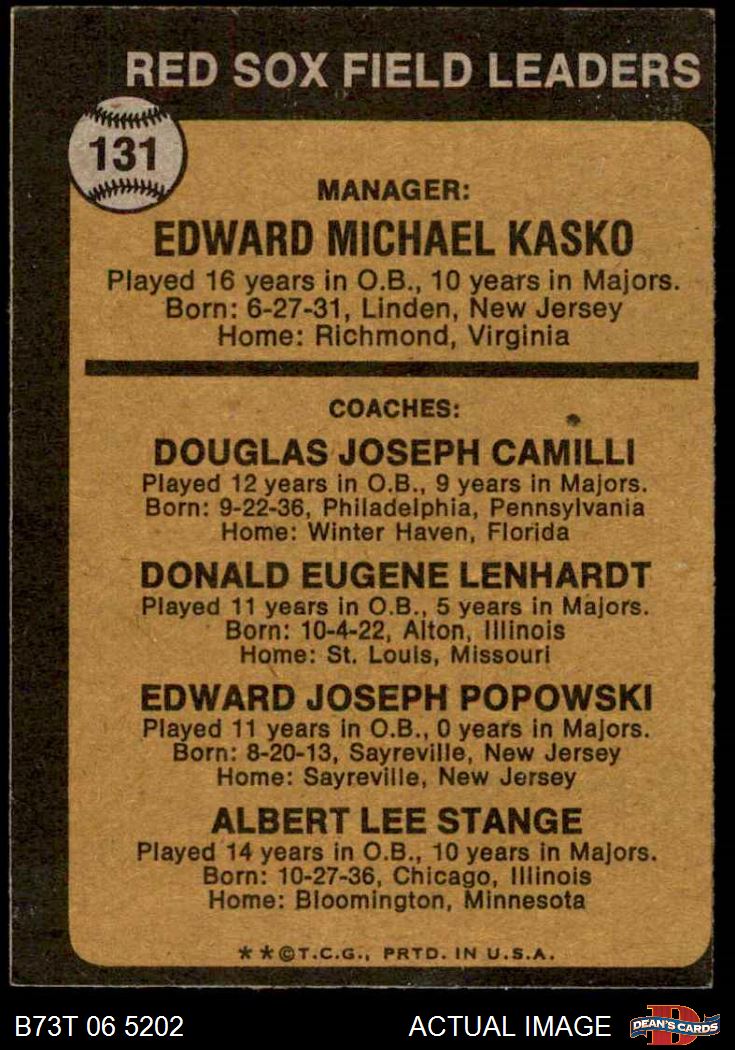 RED SOX FIELD LEADERS
131
MANAGER:
EDWARD MICHAEL KASKO
Played 16 years in O.B., 10 years in Majors.
Born: 6-27-31, Linden, New Jersey
Home: Richmond, Virginia
COACHES:
DOUGLAS JOSEPH CAMILLI
Played 12 years in O.B., 9 years in Majors.
Born: 9-22-36, Philadelphia, Pennsylvania
Home: Winter Haven, Florida
DONALD EUGENE LENHARDT
Played 11 years in O.B., 5 years in Majors.
Born: 10-4-22, Alton, Illinois
Home: St. Louis, Missouri
EDWARD JOSEPH POPOWSKI
Played 11 years in O.B., 0 years in Majors.
Born: 8-20-13, Sayreville, New Jersey
Home: Sayreville, New Jersey
ALBERT LEE STANGE
Played 14 years in O.B., 10 years in Majors.
Born: 10-27-36, Chicago, Illinois
Home: Bloomington, Minnesota
**©T.C.G., PRTD. IN U.S.A.
B73T 06 5202
ACTUAL IMAGE
DEAN'S CARDS